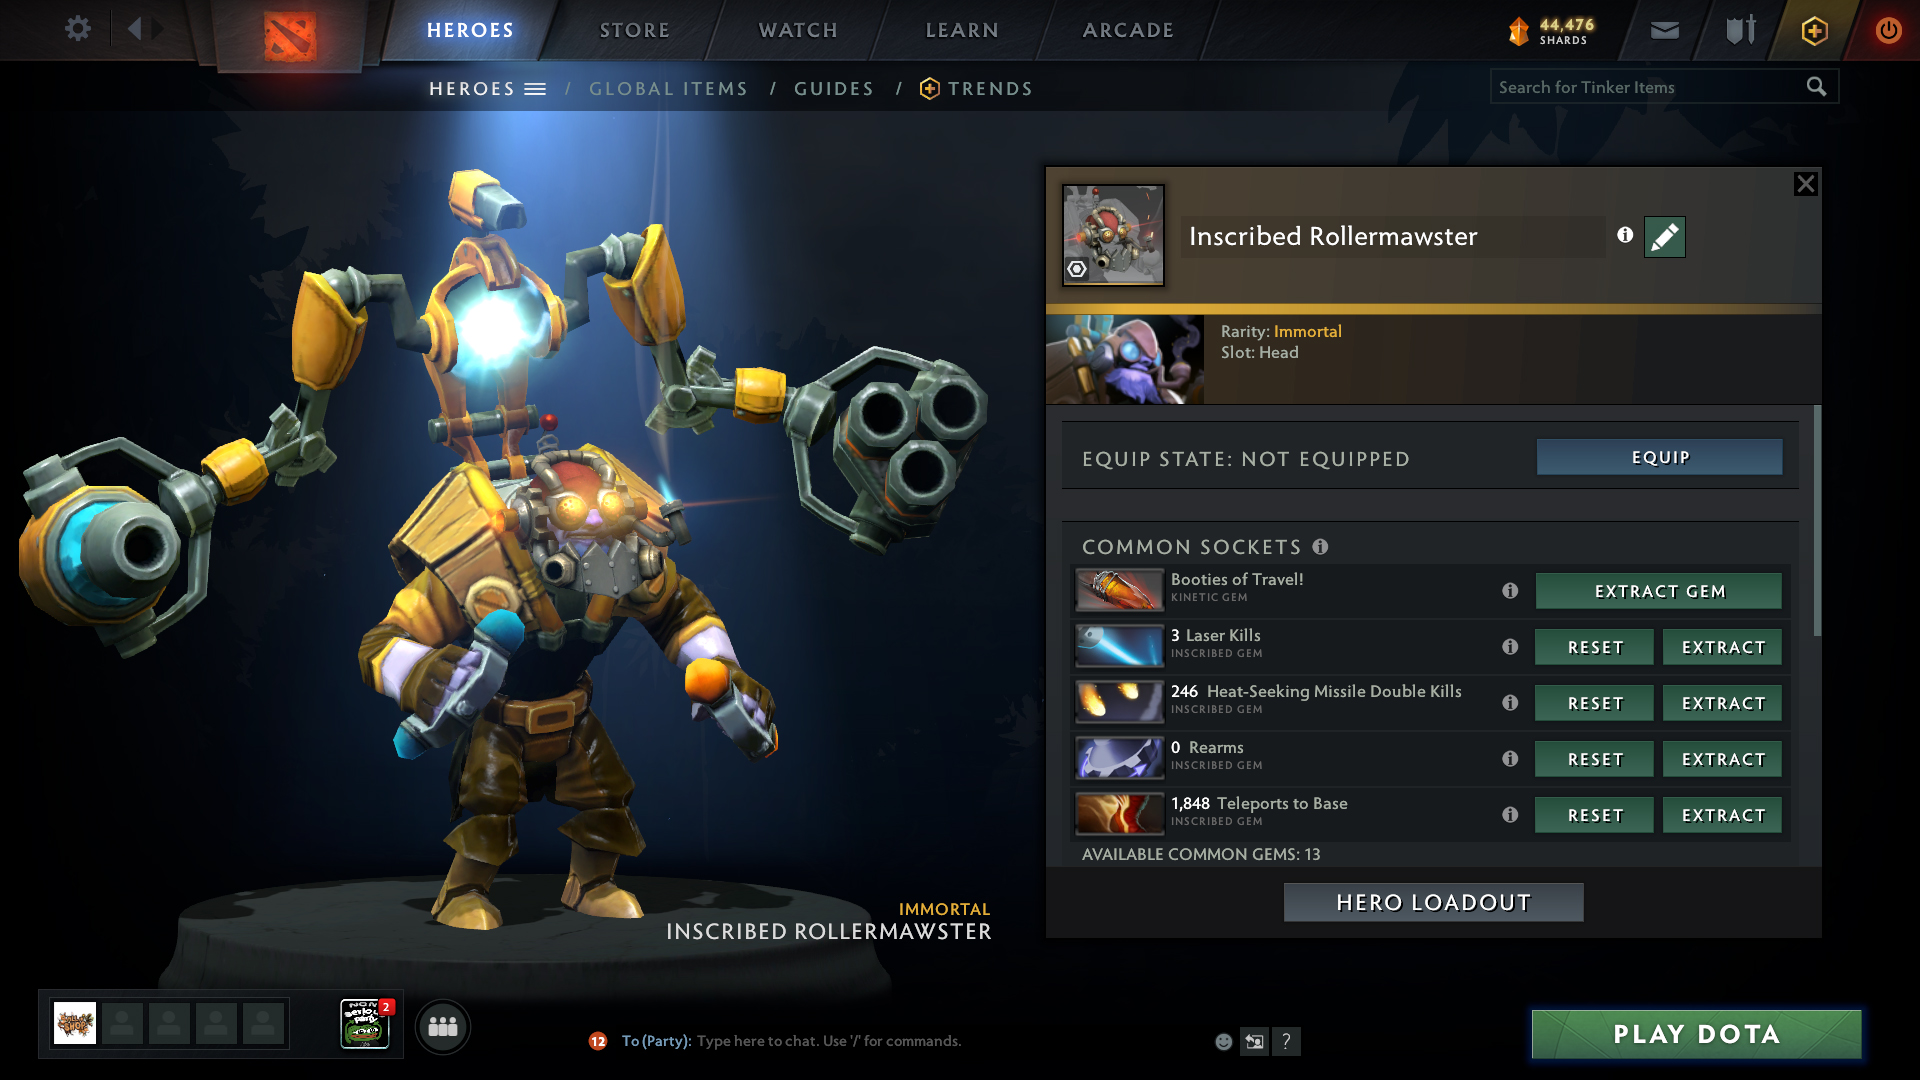 HEROES
STORE
WATCH
LEARN
ARCADE
44,476
SHARDS
HEROES / GLOBAL ITEMS / GUIDES / TRENDS
Search for Tinker Items
Inscribed Rollermawster
Rarity: Immortal
Slot: Head
EQUIP STATE: NOT EQUIPPED
EQUIP
COMMON SOCKETS
Booties of Travel!
KINETIC GEM
EXTRACT GEM
3 Laser Kills
INSCRIBED GEM
RESET
EXTRACT
246 Heat-Seeking Missile Double Kills
INSCRIBED GEM
RESET
EXTRACT
0 Rearms
INSCRIBED GEM
RESET
EXTRACT
1,848 Teleports to Base
INSCRIBED GEM
RESET
EXTRACT
AVAILABLE COMMON GEMS: 13
HERO LOADOUT
IMMORTAL
INSCRIBED ROLLERMAWSTER
2
12
To (Party): Type here to chat. Use '/' for commands.
?
PLAY DOTA